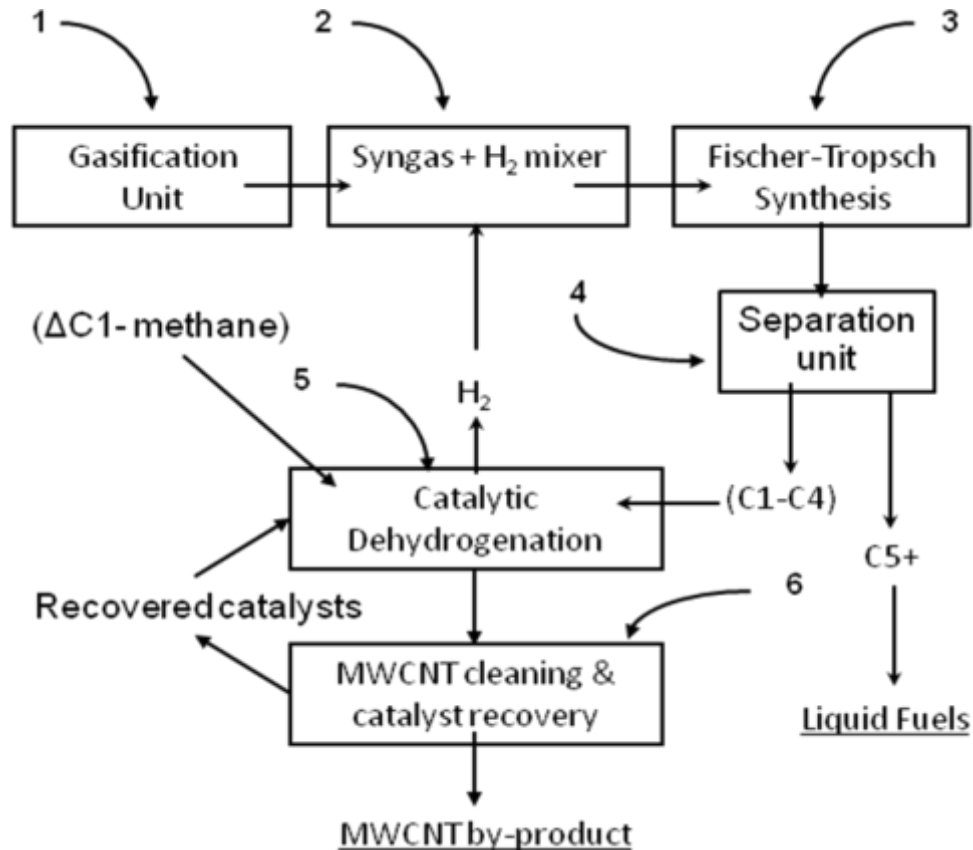 1
2
3
Gasification
Unit
Syngas + H₂ mixer
Fischer-Tropsch
Synthesis
4
(ΔC1- methane)
Separation
unit
5
H₂
Catalytic
Dehydrogenation
(C1-C4)
C5+
Recovered catalysts
6
MWCNT cleaning &
catalyst recovery
Liquid Fuels
MWCNT by-product